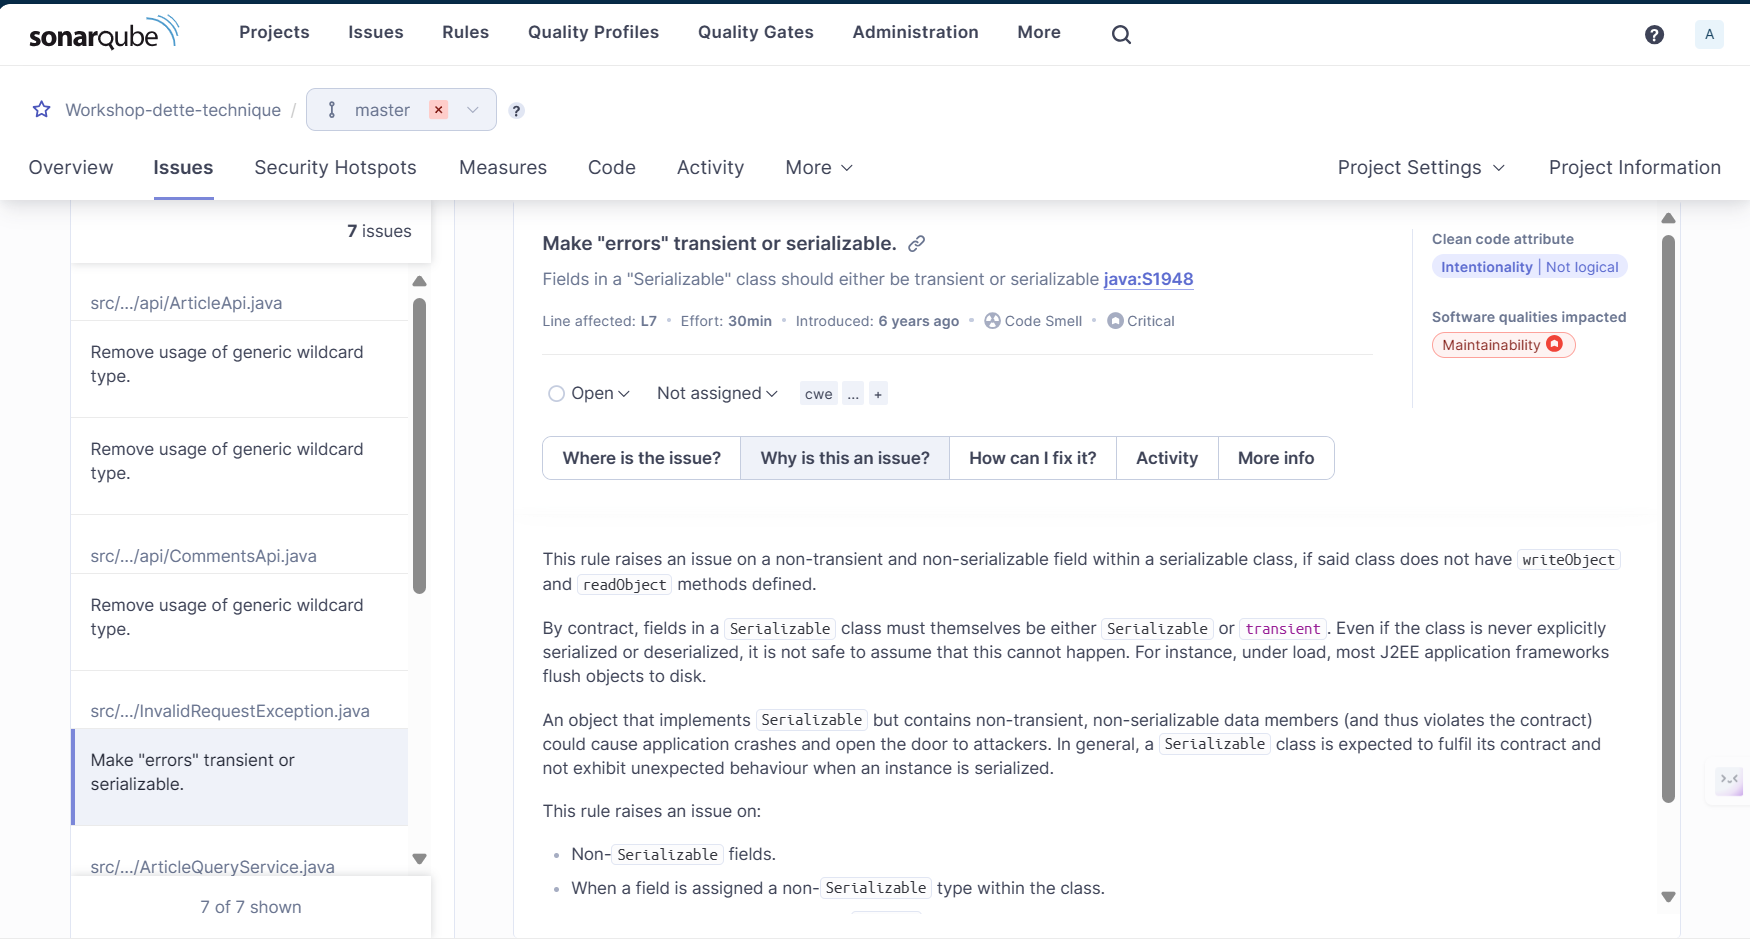 sonarqube
Projects Issues Rules Quality Profiles Quality Gates Administration More
? A
Workshop-dette-technique / master ?
Overview Issues Security Hotspots Measures Code Activity More Project Settings Project Information
7 issues
src/.../api/ArticleApi.java
Remove usage of generic wildcard
type.
Remove usage of generic wildcard
type.
src/.../api/CommentsApi.java
Remove usage of generic wildcard
type.
src/.../InvalidRequestException.java
Make "errors" transient or
serializable.
src/.../ArticleQueryService.java
7 of 7 shown
Make "errors" transient or serializable.
Fields in a "Serializable" class should either be transient or serializable java:S1948
Line affected: L7 • Effort: 30min • Introduced: 6 years ago • Code Smell • Critical
Open Not assigned cwe ... +
Where is the issue? Why is this an issue? How can I fix it? Activity More info
This rule raises an issue on a non-transient and non-serializable field within a serializable class, if said class does not have writeObject
and readObject methods defined.
By contract, fields in a Serializable class must themselves be either Serializable or transient. Even if the class is never explicitly
serialized or deserialized, it is not safe to assume that this cannot happen. For instance, under load, most J2EE application frameworks
flush objects to disk.
An object that implements Serializable but contains non-transient, non-serializable data members (and thus violates the contract)
could cause application crashes and open the door to attackers. In general, a Serializable class is expected to fulfil its contract and
not exhibit unexpected behaviour when an instance is serialized.
This rule raises an issue on:
• Non-Serializable fields.
• When a field is assigned a non-Serializable type within the class.
Clean code attribute
Intentionality | Not logical
Software qualities impacted
Maintainability